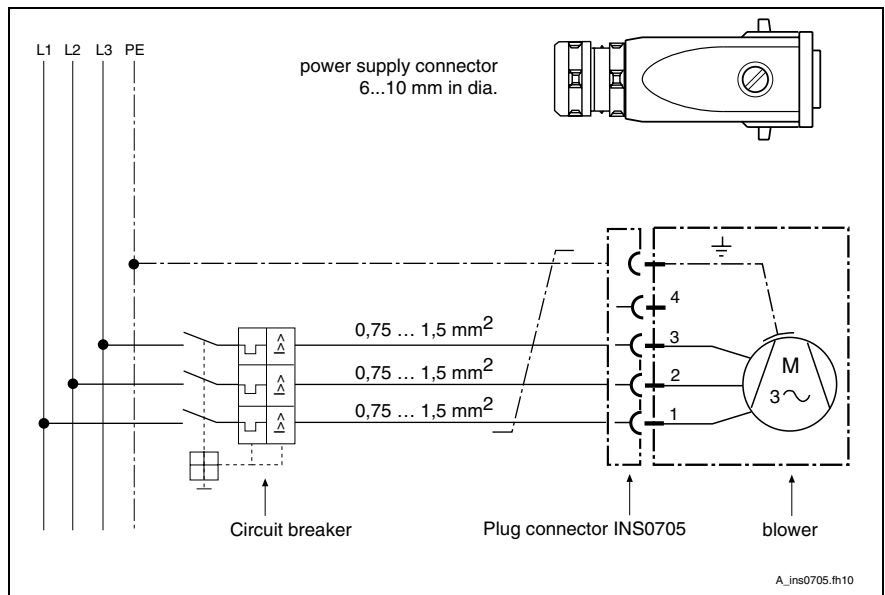 L1 L2 L3 PE
power supply connector
6...10 mm in dia.
4
0,75 ... 1,5 mm2
3
0,75 ... 1,5 mm2
2
0,75 ... 1,5 mm2
1
M
3
>>
>>
>>
Circuit breaker
Plug connector INS0705
blower
A_ins0705.fh10